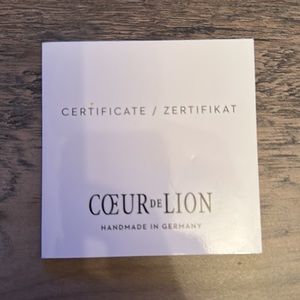 CERTIFICATE / ZERTIFIKAT
CŒUR DE LION
HANDMADE IN GERMANY